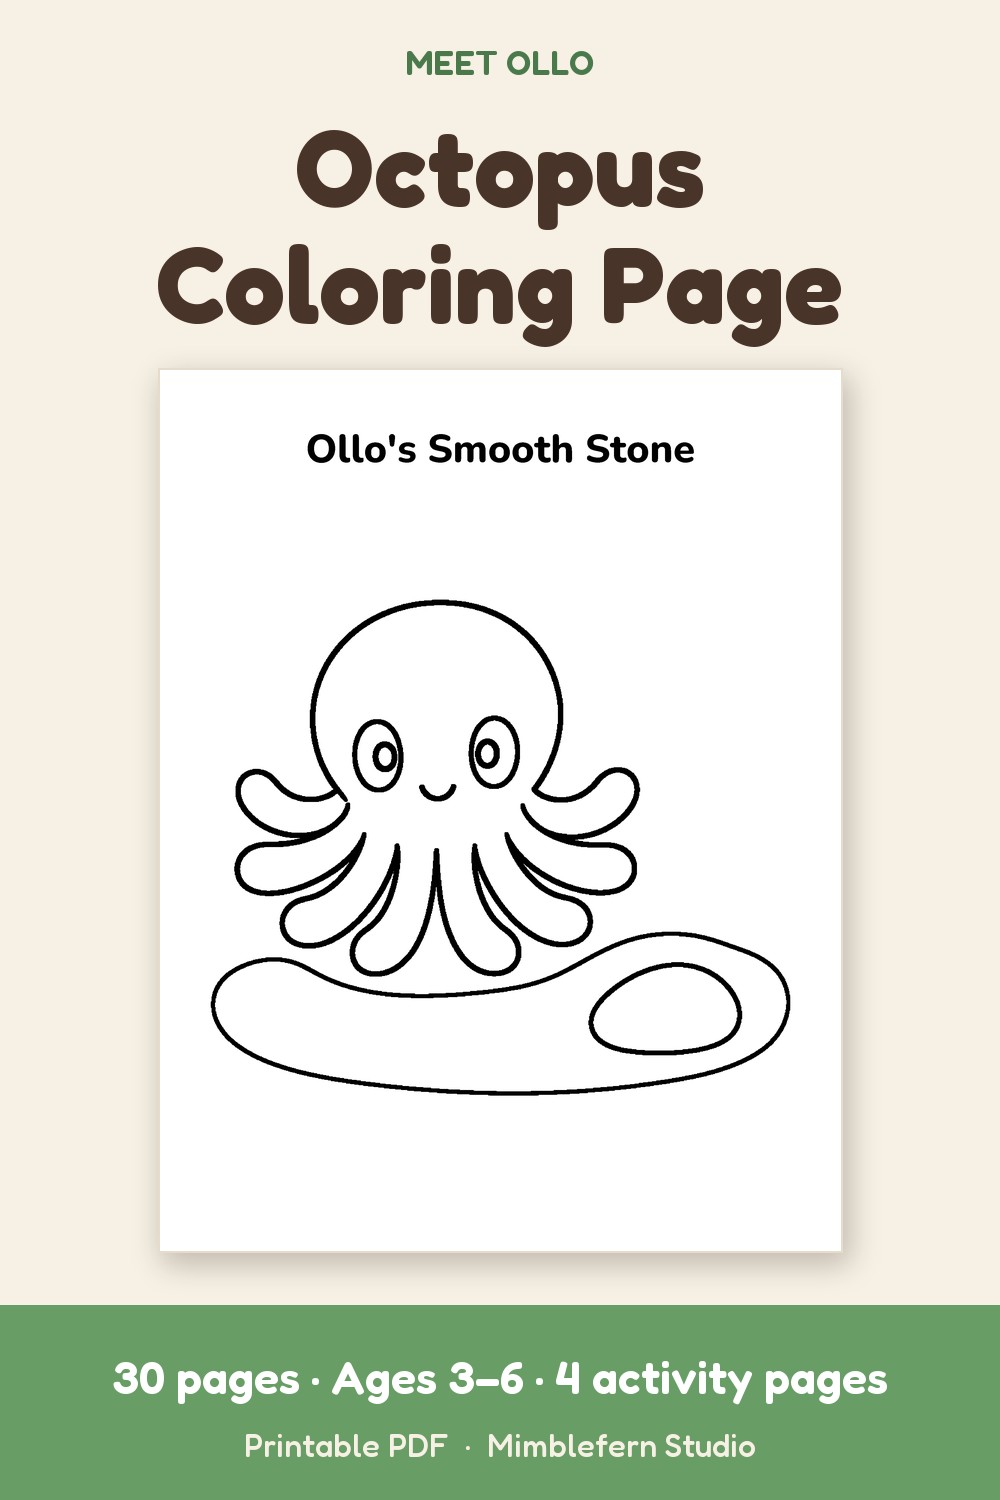 MEET OLLO
Octopus
Coloring Page
Ollo's Smooth Stone
30 pages · Ages 3–6 · 4 activity pages
Printable PDF · Mimblefern Studio